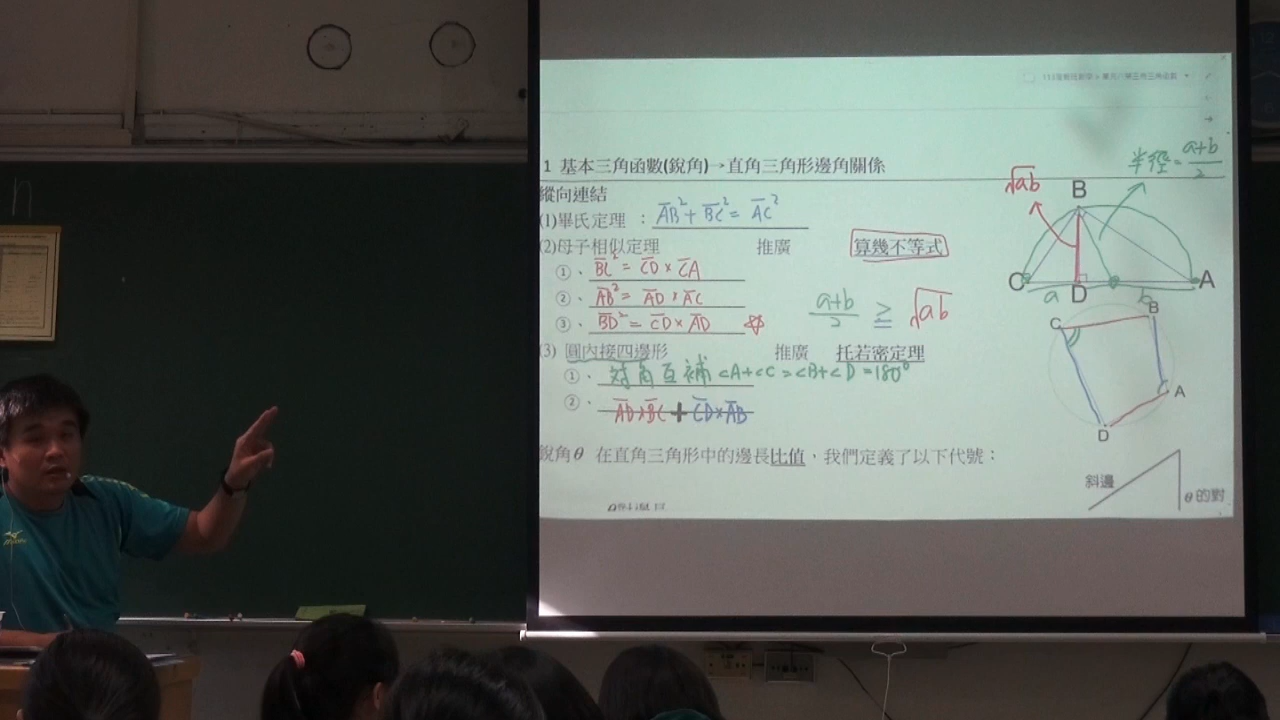 n
1 基本三角函數(銳角)→直角三角形邊角關係
縱向連結
(1)畢氏定理 : AB² + BC² = AC²
(2)母子相似定理 推廣 算幾不等式
①、BC² = CD × CA
②、AB² = AD × AC
③、BD² = CD × AD
a+b/2 ≧ √ab
(3) 圓內接四邊形 推廣 托若密定理
①、對角互補 ∠A+∠C = ∠B+∠D = 180°
②、AD×BC + CD×AB
銳角θ 在直角三角形中的邊長比值，我們定義了以下代號：
√ab
半徑 = a+b/2
B
C D A
a b
C B
A
D
斜邊
θ的對